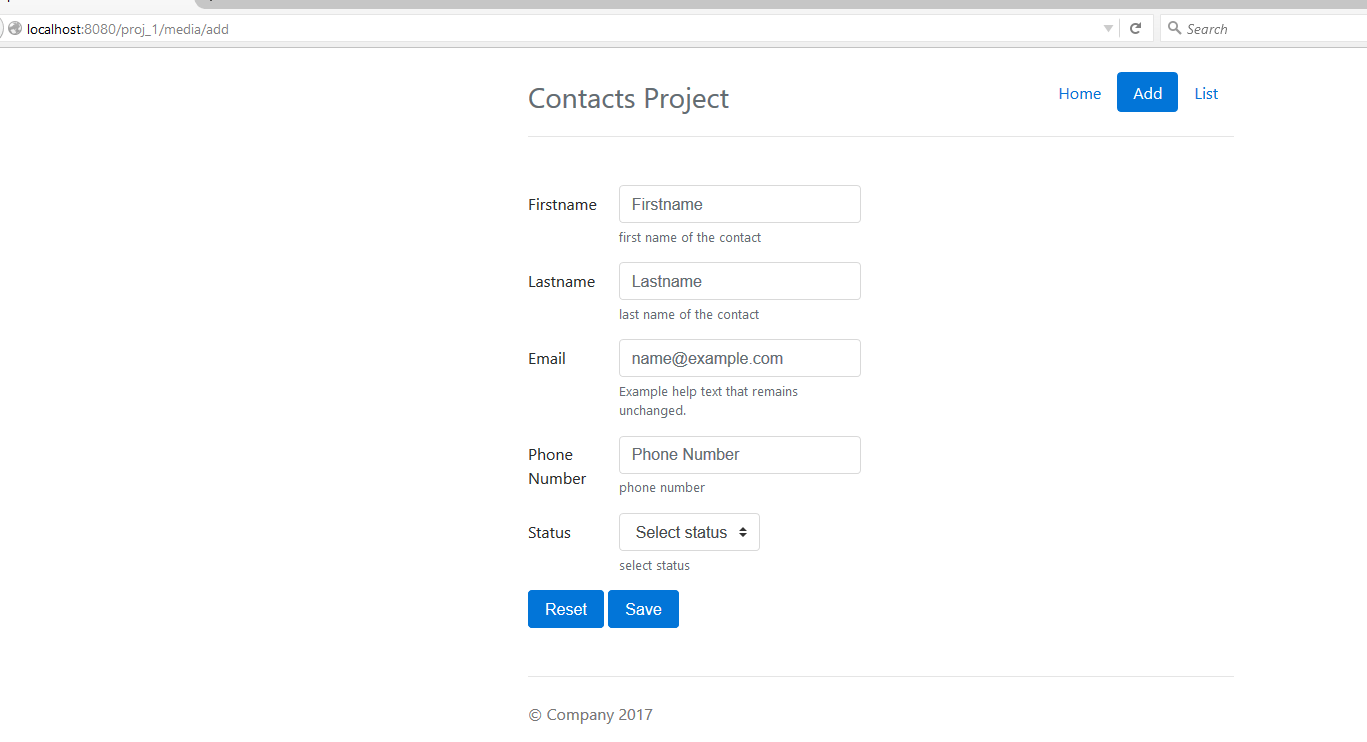 localhost:8080/proj_1/media/add
Search
Contacts Project
Home
Add
List
Firstname
Firstname
first name of the contact
Lastname
Lastname
last name of the contact
Email
name@example.com
Example help text that remains
unchanged.
Phone
Number
Phone Number
phone number
Status
Select status
select status
Reset
Save
© Company 2017